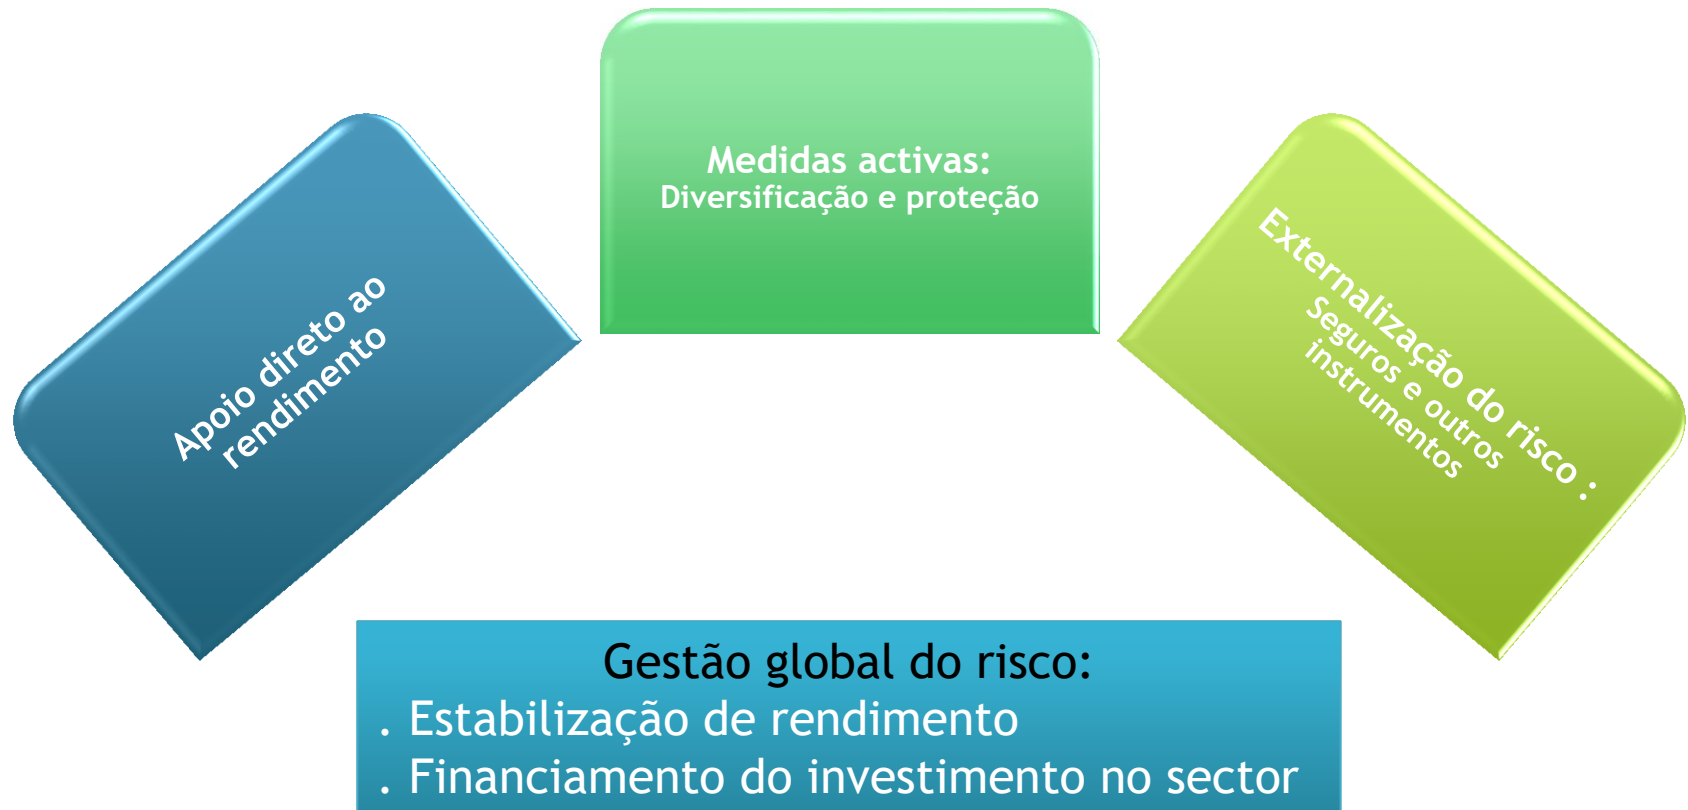 Apoio direto ao
rendimento
Medidas activas:
Diversificação e proteção
Externalização do risco :
Seguros e outros
instrumentos
Gestão global do risco:
. Estabilização de rendimento
. Financiamento do investimento no sector